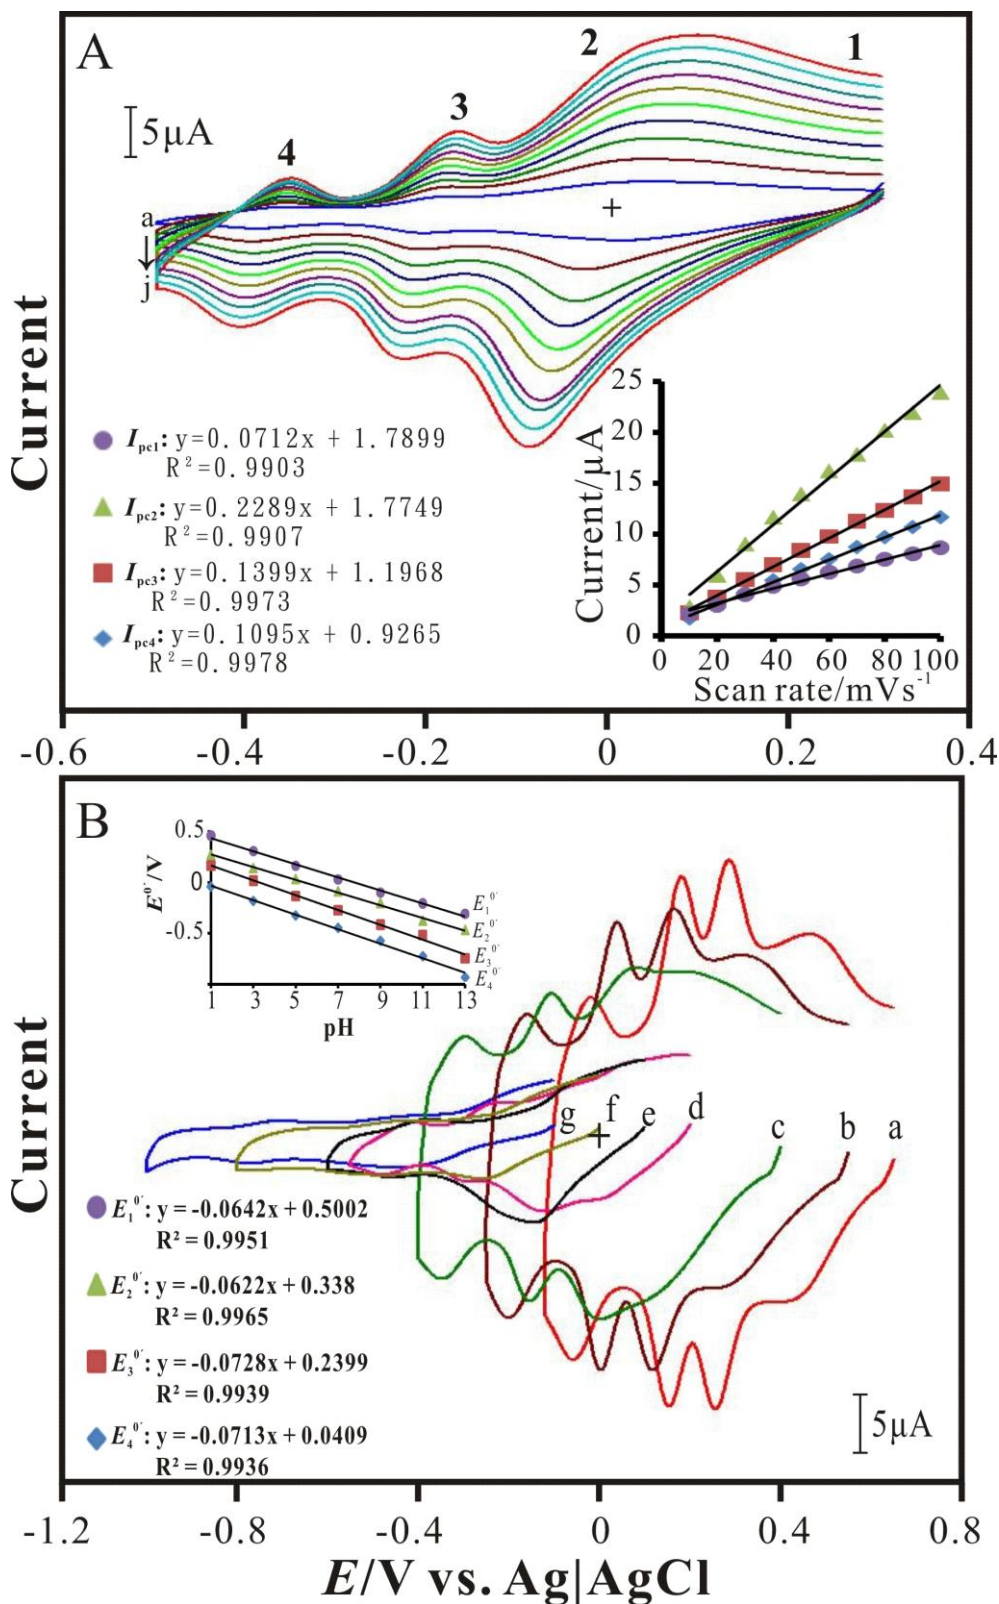 A
2
1
3
4
5μA
a
j
+
Current
I_pc1: y=0.0712x + 1.7899
R²=0.9903
I_pc2: y=0.2289x + 1.7749
R²=0.9907
I_pc3: y=0.1399x + 1.1968
R²=0.9973
I_pc4: y=0.1095x + 0.9265
R²=0.9978
25
20
15
10
5
0
Current/μA
0 20 40 60 80 100
Scan rate/mVs⁻¹
-0.6 -0.4 -0.2 0 0.2 0.4
B
0.5
0
-0.5
E⁰'/V
E₁⁰'
E₂⁰'
E₃⁰'
E₄⁰'
1 3 5 7 9 11 13
pH
g f e d c b a
+
Current
E₁⁰': y = -0.0642x + 0.5002
R² = 0.9951
E₂⁰': y = -0.0622x + 0.338
R² = 0.9965
E₃⁰': y = -0.0728x + 0.2399
R² = 0.9939
E₄⁰': y = -0.0713x + 0.0409
R² = 0.9936
5μA
-1.2 -0.8 -0.4 0 0.4 0.8
E/V vs. Ag|AgCl